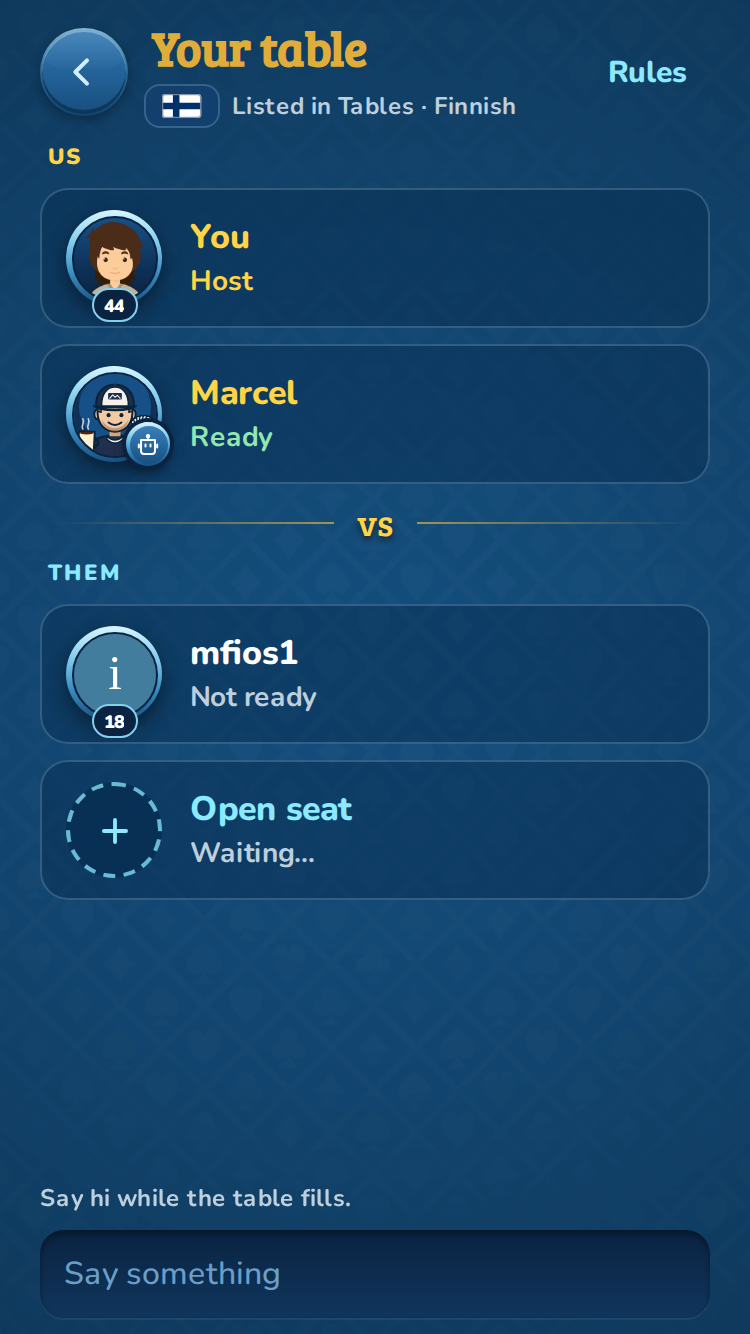 Your table
Rules
Listed in Tables · Finnish
US
You
Host
44
Marcel
Ready
VS
THEM
mfios1
Not ready
i
18
Open seat
Waiting...
Say hi while the table fills.
Say something